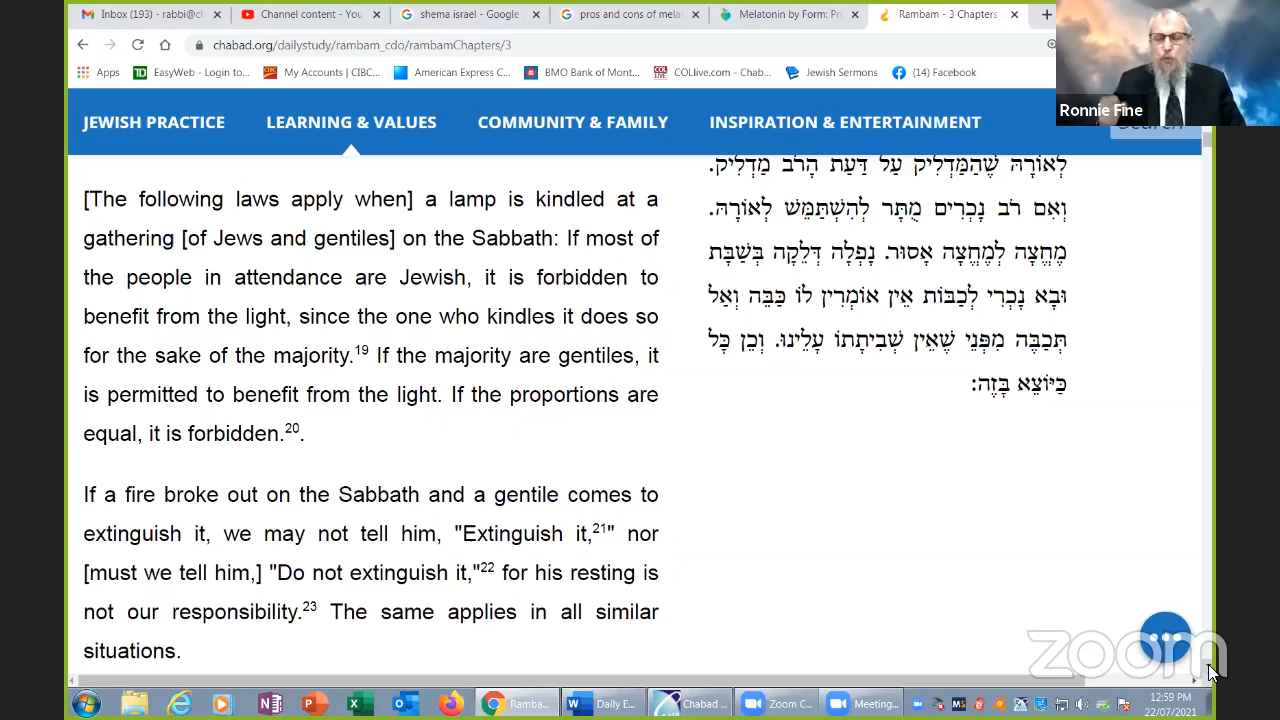 Inbox (193) - rabbi@c
Channel content - You
shema israel - Google
pros and cons of mela
Melatonin by Form: Pr
Rambam - 3 Chapters
chabad.org/dailystudy/rambam_cdo/rambamChapters/3
Apps
EasyWeb - Login to...
My Accounts | CIBC...
American Express C...
BMO Bank of Mont...
COLlive.com - Chab...
Jewish Sermons
(14) Facebook
Ronnie Fine
JEWISH PRACTICE
LEARNING & VALUES
COMMUNITY & FAMILY
INSPIRATION & ENTERTAINMENT
Search
[The following laws apply when] a lamp is kindled at a
gathering [of Jews and gentiles] on the Sabbath: If most of
the people in attendance are Jewish, it is forbidden to
benefit from the light, since the one who kindles it does so
for the sake of the majority.19 If the majority are gentiles, it
is permitted to benefit from the light. If the proportions are
equal, it is forbidden.20.
If a fire broke out on the Sabbath and a gentile comes to
extinguish it, we may not tell him, "Extinguish it,21" nor
[must we tell him,] "Do not extinguish it,"22 for his resting is
not our responsibility.23 The same applies in all similar
situations.
לְאוֹרָהּ שֶׁהַמַּדְלִיק עַל דַּעַת הָרֹב מַדְלִיק.
וְאִם רֹב נָכְרִים מֻתָּר לְהִשְׁתַּמֵּשׁ לְאוֹרָהּ.
מֶחֱצָה לְמֶחֱצָה אָסוּר. נָפְלָה דְּלֵקָה בְּשַׁבָּת
וּבָא נָכְרִי לְכַבּוֹת אֵין אוֹמְרִין לוֹ כַּבֵּה וְאַל
תְּכַבֶּה מִפְּנֵי שֶׁאֵין שְׁבִיתָתוֹ עָלֵינוּ. וְכֵן כָּל
כַּיּוֹצֵא בָּזֶה:
zoom
Ramba...
Daily E...
Chabad ...
Zoom C...
Meeting...
12:59 PM
22/07/2021